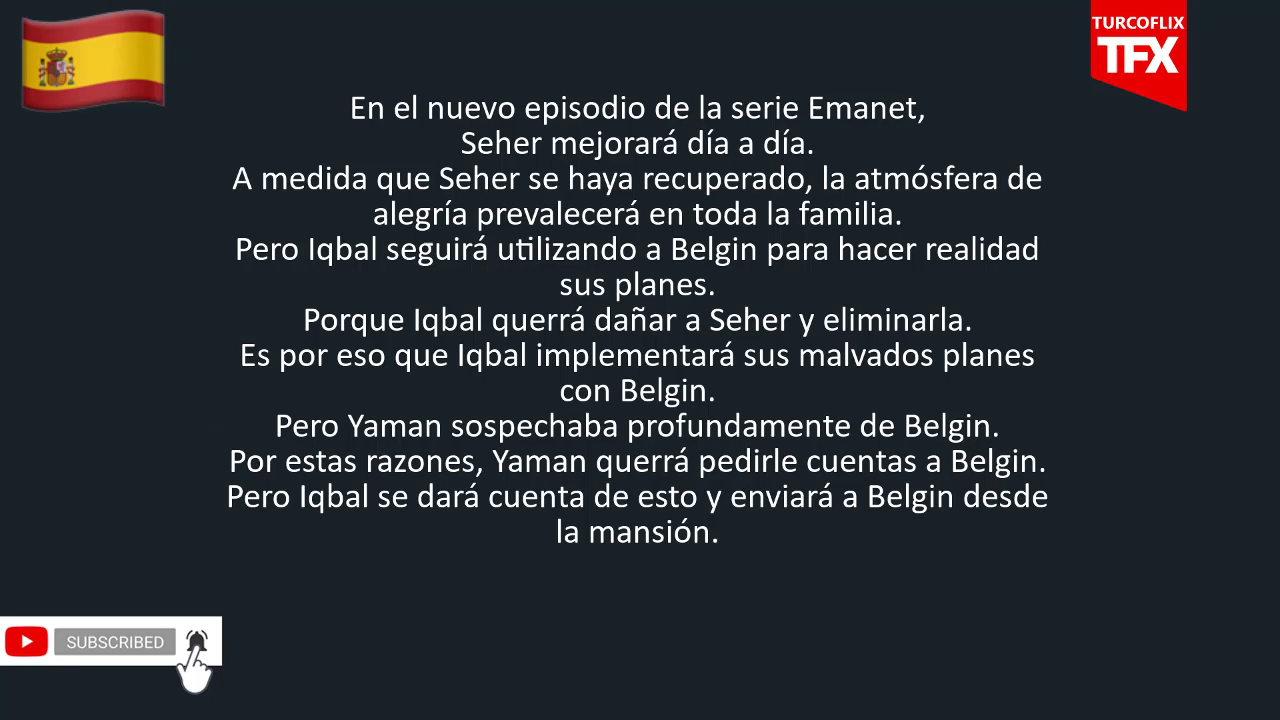 TURCOFLIX
TFX
En el nuevo episodio de la serie Emanet,
Seher mejorará día a día.
A medida que Seher se haya recuperado, la atmósfera de
alegría prevalecerá en toda la familia.
Pero Iqbal seguirá utilizando a Belgin para hacer realidad
sus planes.
Porque Iqbal querrá dañar a Seher y eliminarla.
Es por eso que Iqbal implementará sus malvados planes
con Belgin.
Pero Yaman sospechaba profundamente de Belgin.
Por estas razones, Yaman querrá pedirle cuentas a Belgin.
Pero Iqbal se dará cuenta de esto y enviará a Belgin desde
la mansión.
SUBSCRIBED